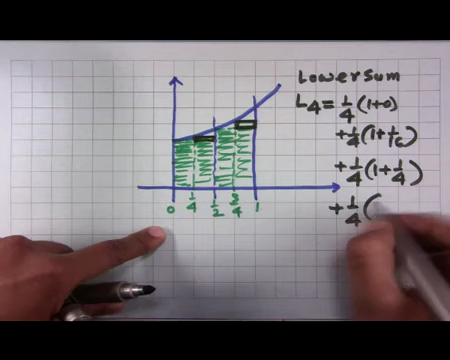 Lower Sum
L4 = 1/4 (1+0)
+ 1/4 (1+1/16)
+ 1/4 (1+1/4)
+ 1/4 (
0 1/4 1/2 3/4 1